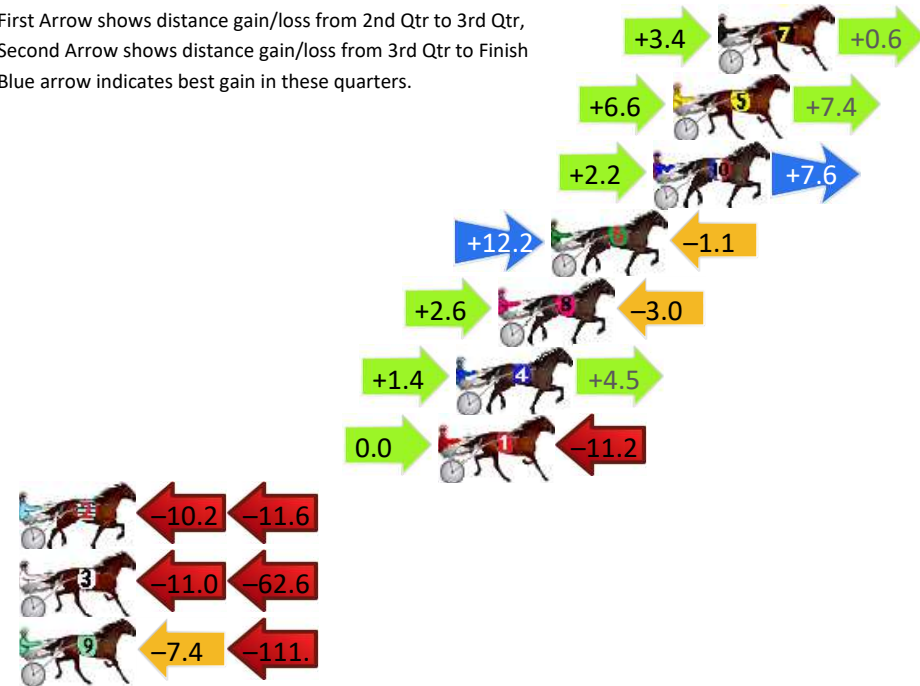 First Arrow shows distance gain/loss from 2nd Qtr to 3rd Qtr,
Second Arrow shows distance gain/loss from 3rd Qtr to Finish
Blue arrow indicates best gain in these quarters.
+3.4 7 +0.6
+6.6 5 +7.4
+2.2 10 +7.6
+12.2 6 –1.1
+2.6 8 –3.0
+1.4 4 +4.5
0.0 1 –11.2
2 –10.2 –11.6
3 –11.0 –62.6
9 –7.4 –111.